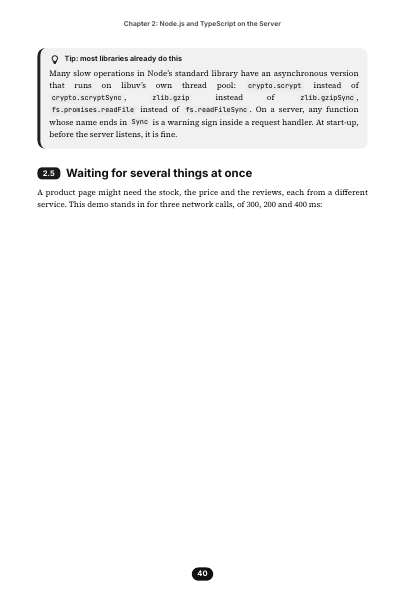 Chapter 2: Node.js and TypeScript on the Server
Tip: most libraries already do this
Many slow operations in Node's standard library have an asynchronous version
that runs on libuv's own thread pool: crypto.scrypt instead of
crypto.scryptSync, zlib.gzip instead of zlib.gzipSync,
fs.promises.readFile instead of fs.readFileSync. On a server, any function
whose name ends in Sync is a warning sign inside a request handler. At start-up,
before the server listens, it is fine.
2.5 Waiting for several things at once
A product page might need the stock, the price and the reviews, each from a different
service. This demo stands in for three network calls, of 300, 200 and 400 ms:
40